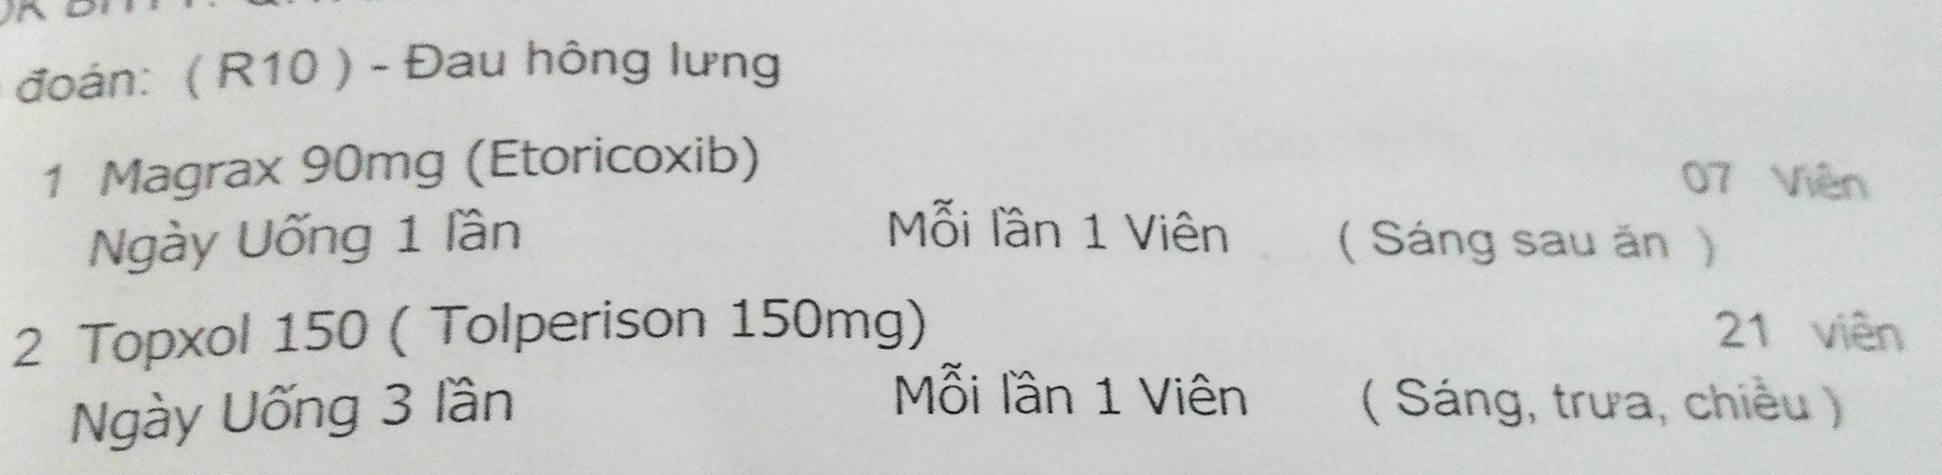 đoán: ( R10 ) - Đau hông lưng
1 Magrax 90mg (Etoricoxib) 07 Viên
Ngày Uống 1 lần Mỗi lần 1 Viên ( Sáng sau ăn )
2 Topxol 150 ( Tolperison 150mg) 21 viên
Ngày Uống 3 lần Mỗi lần 1 Viên ( Sáng, trưa, chiều )